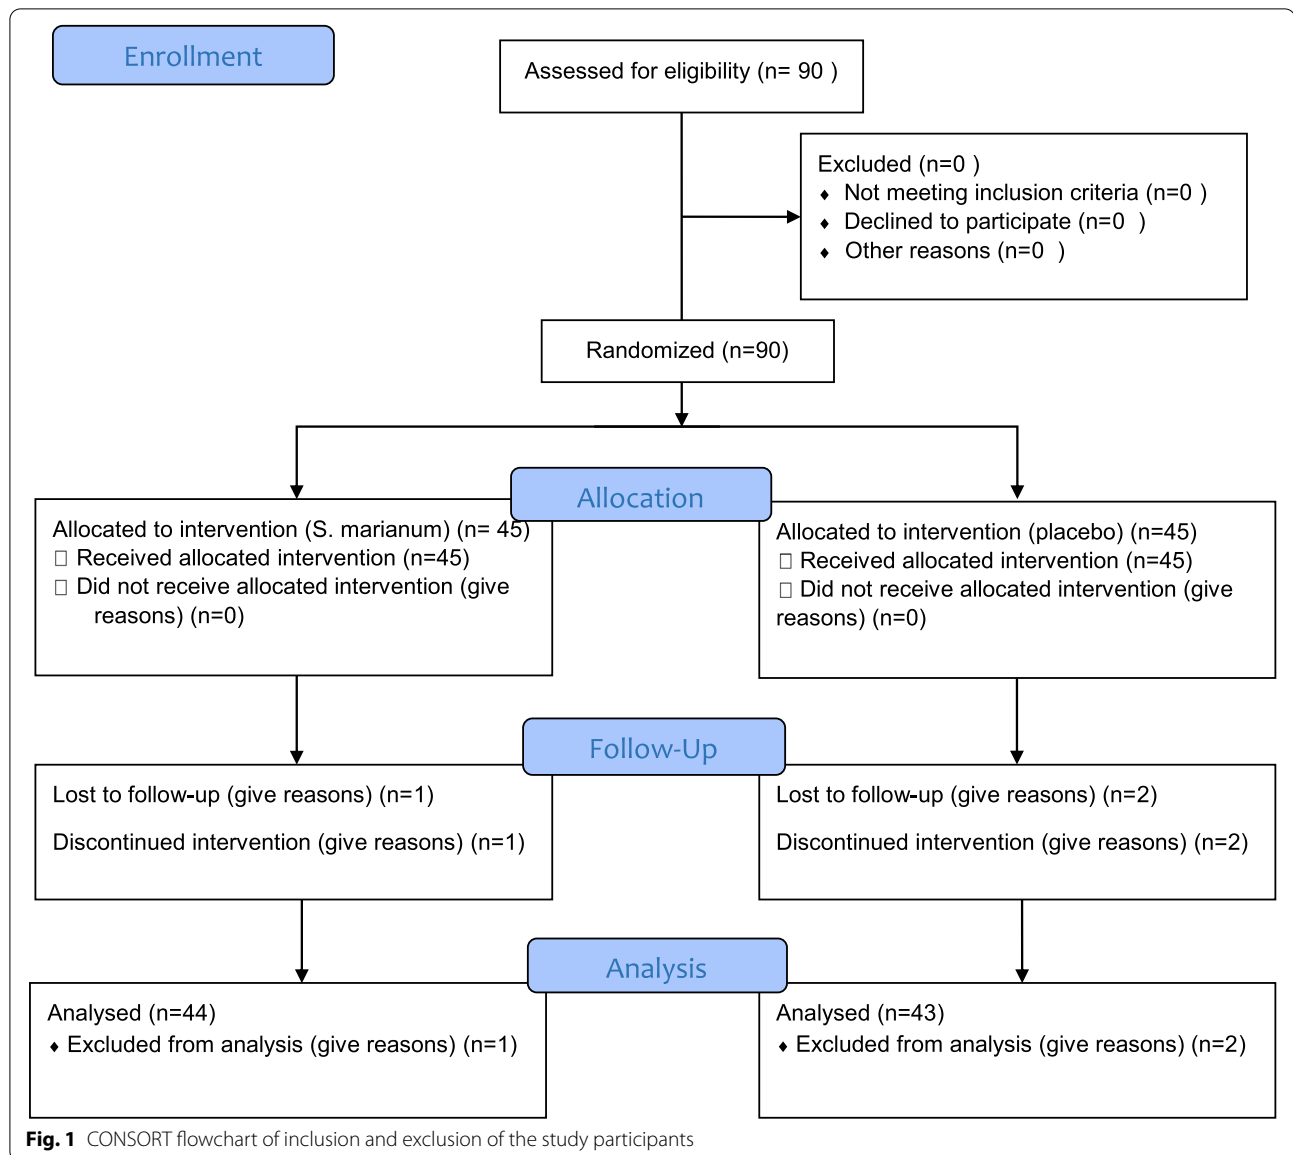 Enrollment
Assessed for eligibility (n= 90 )
Excluded (n=0 )
♦ Not meeting inclusion criteria (n=0 )
♦ Declined to participate (n=0 )
♦ Other reasons (n=0 )
Randomized (n=90)
Allocation
Allocated to intervention (S. marianum) (n= 45)
□ Received allocated intervention (n=45)
□ Did not receive allocated intervention (give
reasons) (n=0)
Allocated to intervention (placebo) (n=45)
□ Received allocated intervention (n=45)
□ Did not receive allocated intervention (give
reasons) (n=0)
Follow-Up
Lost to follow-up (give reasons) (n=1)
Discontinued intervention (give reasons) (n=1)
Lost to follow-up (give reasons) (n=2)
Discontinued intervention (give reasons) (n=2)
Analysis
Analysed (n=44)
♦ Excluded from analysis (give reasons) (n=1)
Analysed (n=43)
♦ Excluded from analysis (give reasons) (n=2)
Fig. 1 CONSORT flowchart of inclusion and exclusion of the study participants